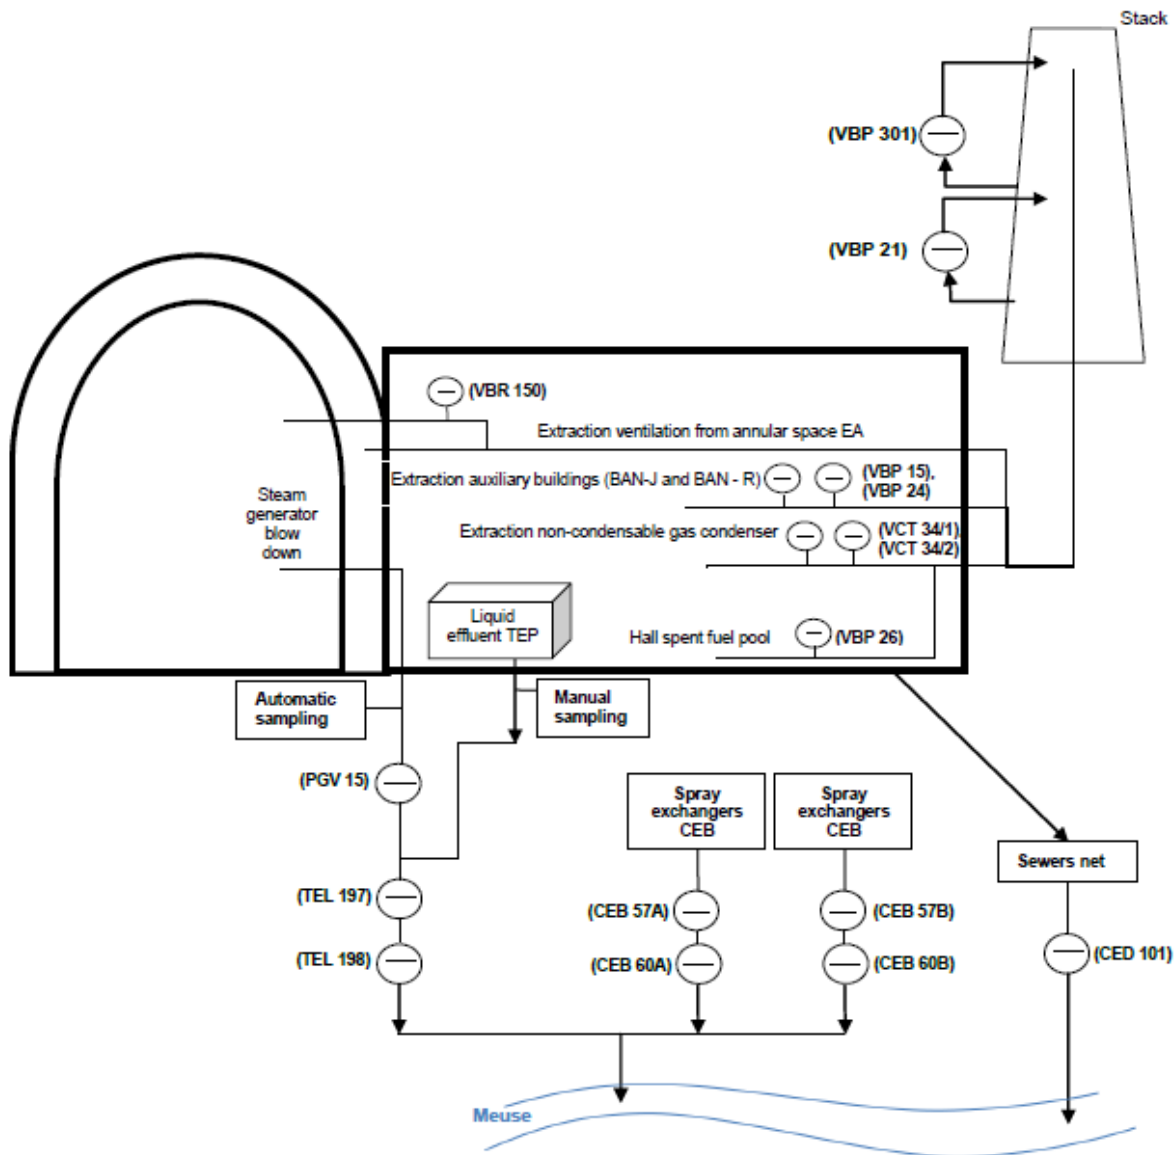 Stack
(VBP 301)
(VBP 21)
(VBR 150)
Extraction ventilation from annular space EA
Extraction auxiliary buildings (BAN-J and BAN - R)
(VBP 15),
(VBP 24)
Steam
generator
blow
down
Extraction non-condensable gas condenser
(VCT 34/1),
(VCT 34/2)
Liquid
effluent TEP
Hall spent fuel pool
(VBP 26)
Automatic
sampling
Manual
sampling
(PGV 15)
Spray
exchangers
CEB
Spray
exchangers
CEB
Sewers net
(TEL 197)
(CEB 57A)
(CEB 57B)
(TEL 198)
(CEB 60A)
(CEB 60B)
(CED 101)
Meuse